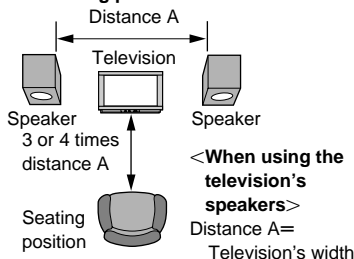 Distance A
Television
Speaker
Speaker
3 or 4 times
distance A
Seating
position
<When using the
television's
speakers>
Distance A=
Television's width